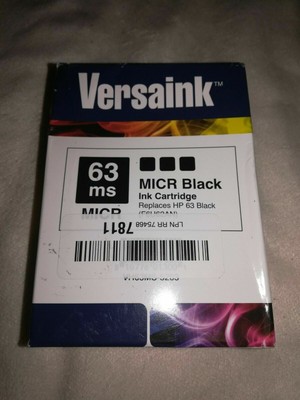 Versaink™
63
ms
MICR
MICR Black
Ink Cartridge
Replaces HP 63 Black
LPN RR 75468
7811